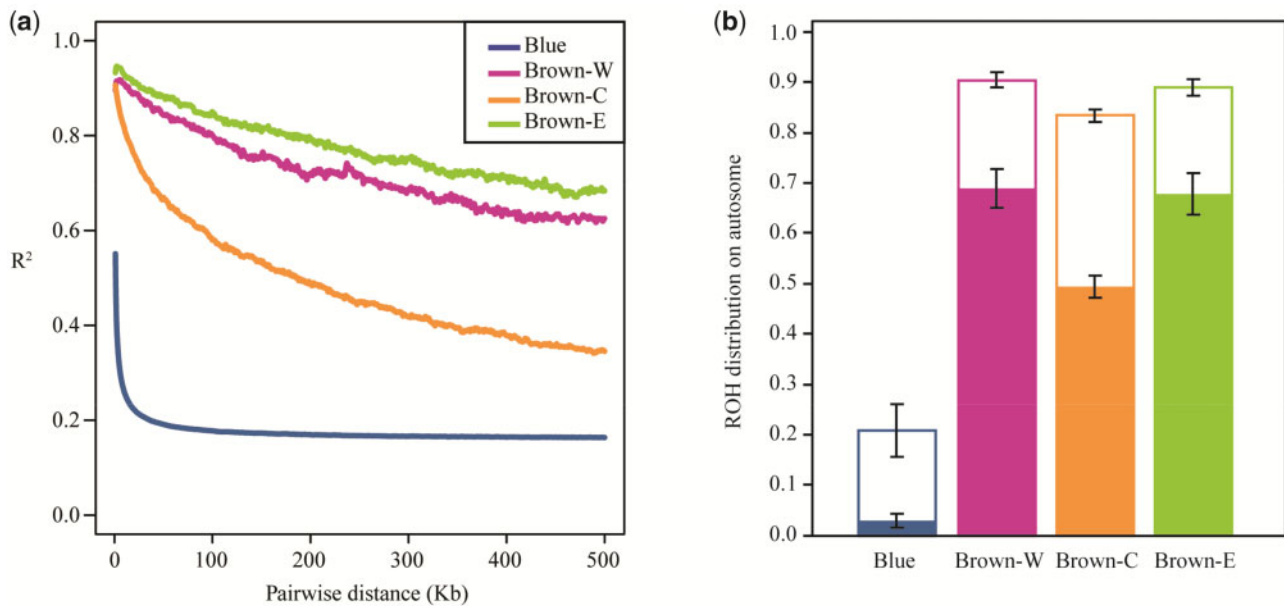 (a)
1.0
0.8
0.6
0.4
0.2
0.0
R²
Blue
Brown-W
Brown-C
Brown-E
0
100
200
300
400
500
Pairwise distance (Kb)
(b)
1.0
0.9
0.8
0.7
0.6
0.5
0.4
0.3
0.2
0.1
0.0
ROH distribution on autosome
Blue
Brown-W
Brown-C
Brown-E